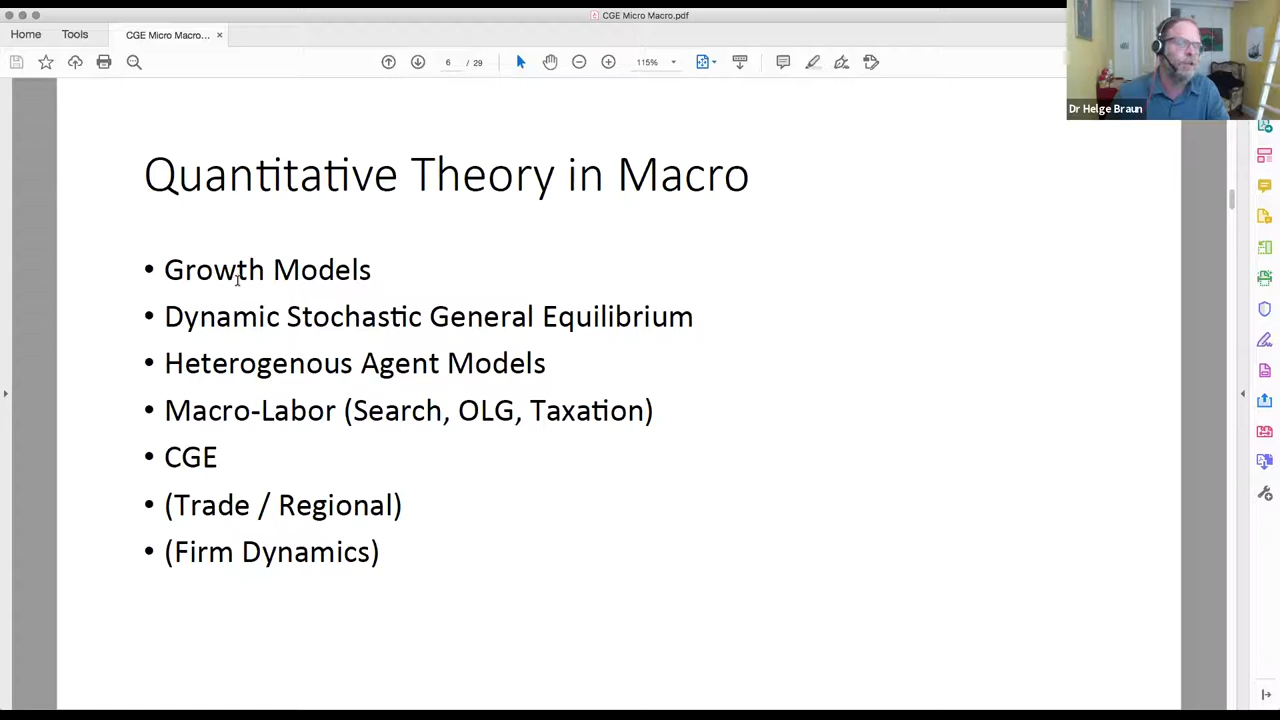 CGE Micro Macro.pdf
Home Tools CGE Micro Macro... ×
6 / 29 115%
Dr Helge Braun
Quantitative Theory in Macro
• Growth Models
• Dynamic Stochastic General Equilibrium
• Heterogenous Agent Models
• Macro-Labor (Search, OLG, Taxation)
• CGE
• (Trade / Regional)
• (Firm Dynamics)